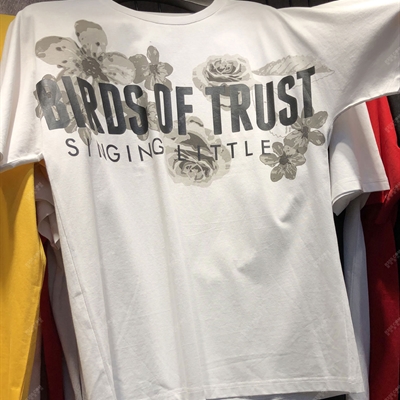 BIRDS OF TRUST
SINGING LITTLE